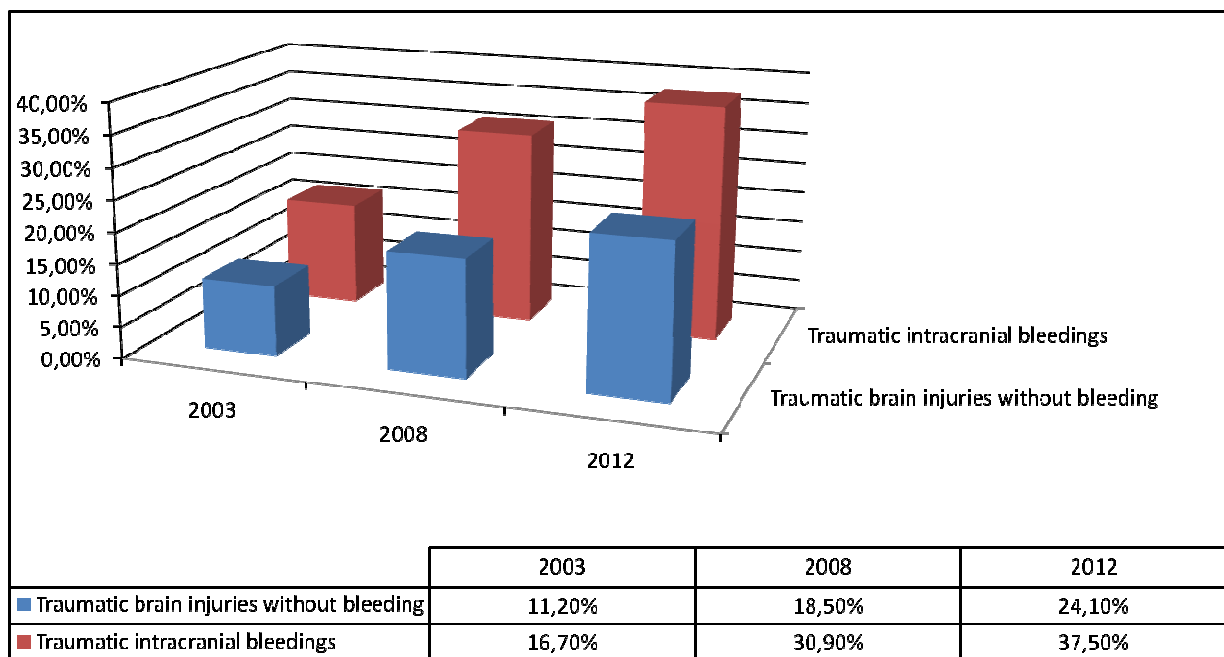 40,00%
35,00%
30,00%
25,00%
20,00%
15,00%
10,00%
5,00%
0,00%
Traumatic intracranial bleedings
Traumatic brain injuries without bleeding
2003
2008
2012
2003 2008 2012
Traumatic brain injuries without bleeding 11,20% 18,50% 24,10%
Traumatic intracranial bleedings 16,70% 30,90% 37,50%